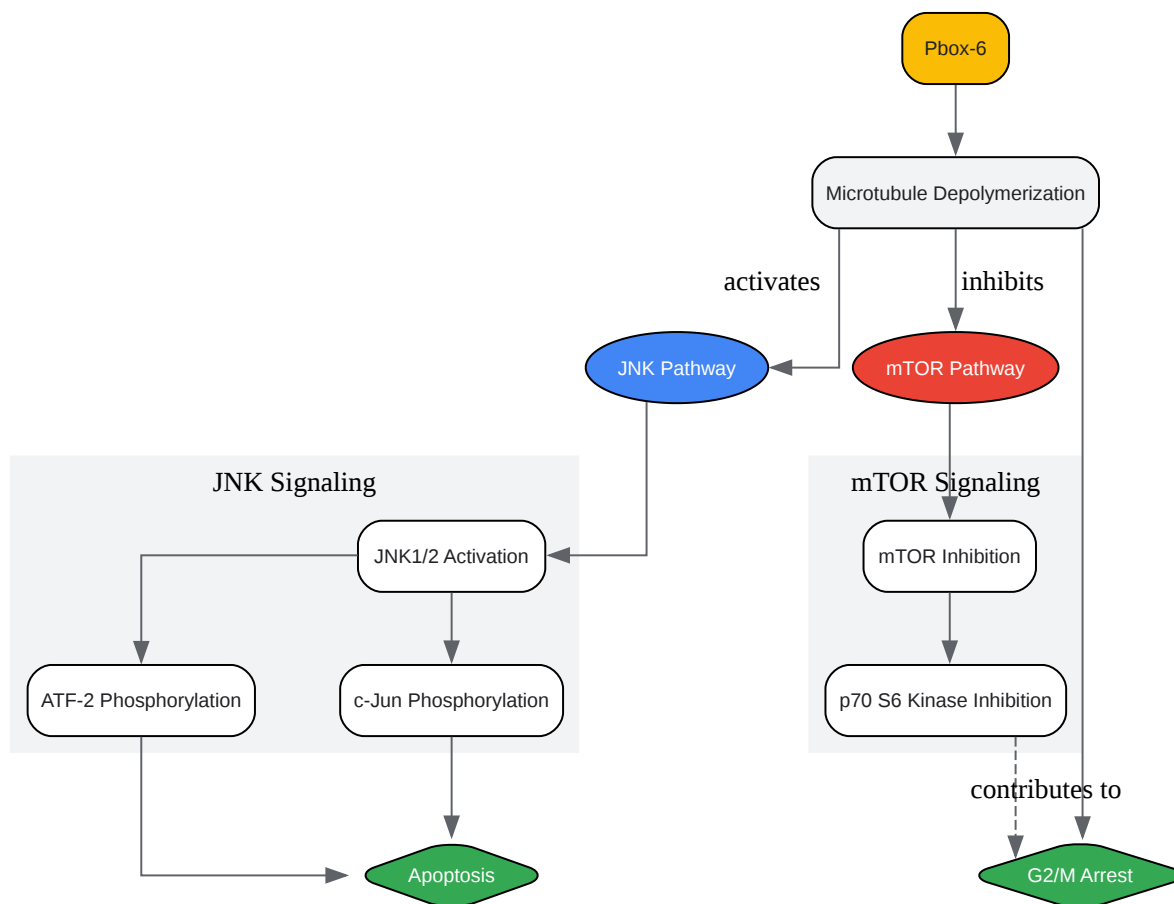 Pbox-6
Microtubule Depolymerization
activates
inhibits
JNK Pathway
mTOR Pathway
JNK Signaling
mTOR Signaling
JNK1/2 Activation
mTOR Inhibition
ATF-2 Phosphorylation
c-Jun Phosphorylation
p70 S6 Kinase Inhibition
contributes to
Apoptosis
G2/M Arrest